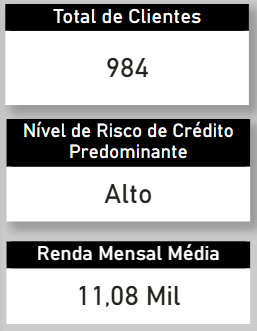 Total de Clientes
984
Nível de Risco de Crédito
Predominante
Alto
Renda Mensal Média
11,08 Mil